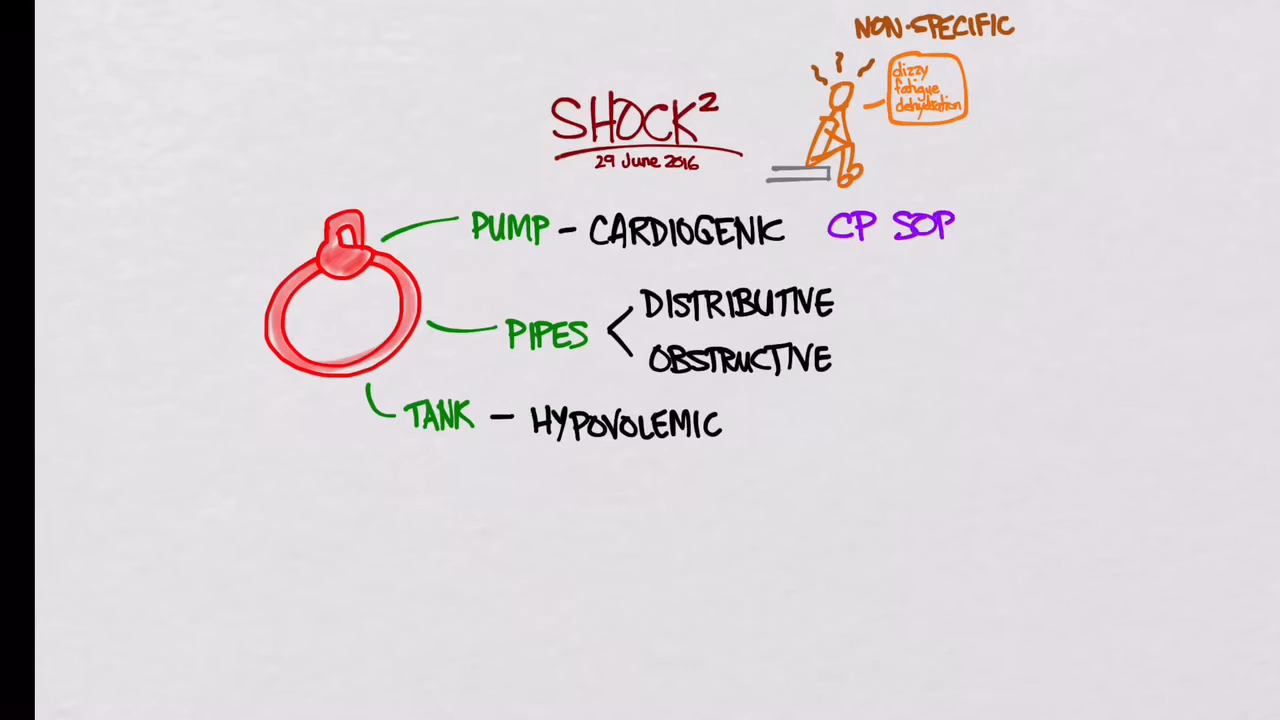 NON-SPECIFIC
dizzy
fatigue
dehydration
SHOCK²
29 June 2016
PUMP - CARDIOGENIC CP SOP
PIPES < DISTRIBUTIVE
OBSTRUCTIVE
TANK - HYPOVOLEMIC